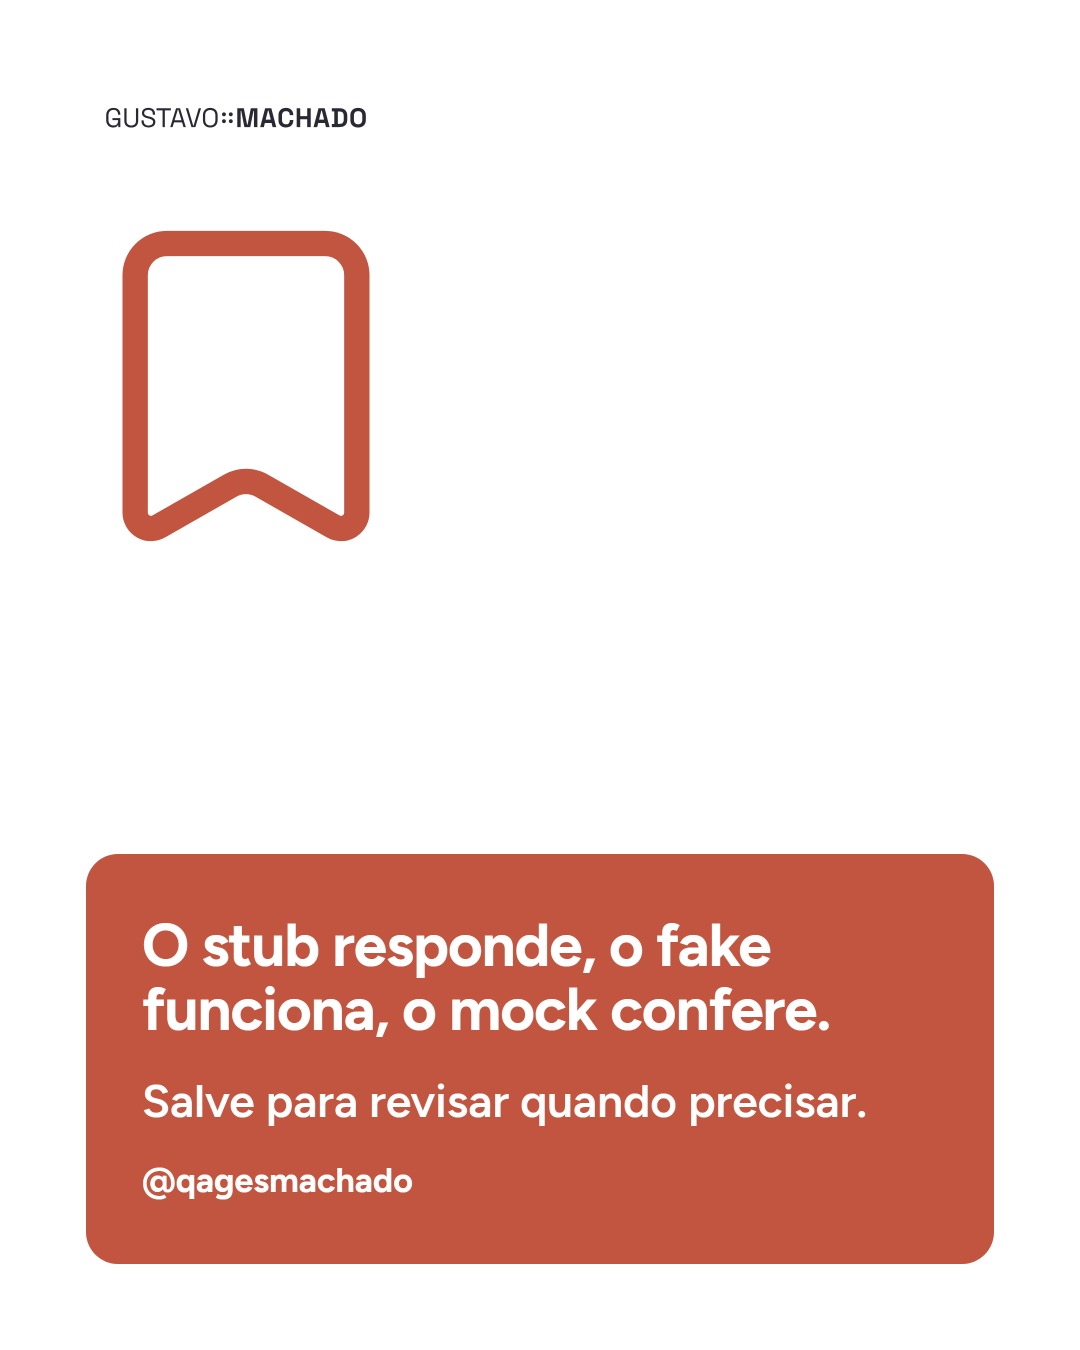 GUSTAVO::MACHADO
O stub responde, o fake
funciona, o mock confere.
Salve para revisar quando precisar.
@qagesmachado